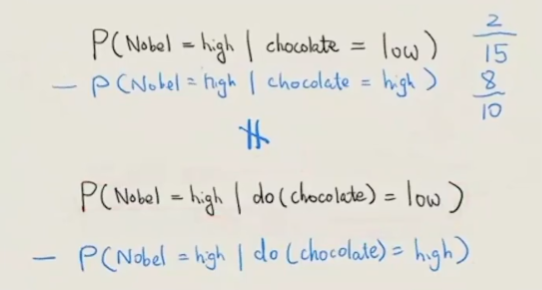 P(Nobel = high | chocolate = low) 2/15
— P(Nobel = high | chocolate = high) 8/10
≠
P(Nobel = high | do(chocolate) = low)
— P(Nobel = high | do(chocolate) = high)